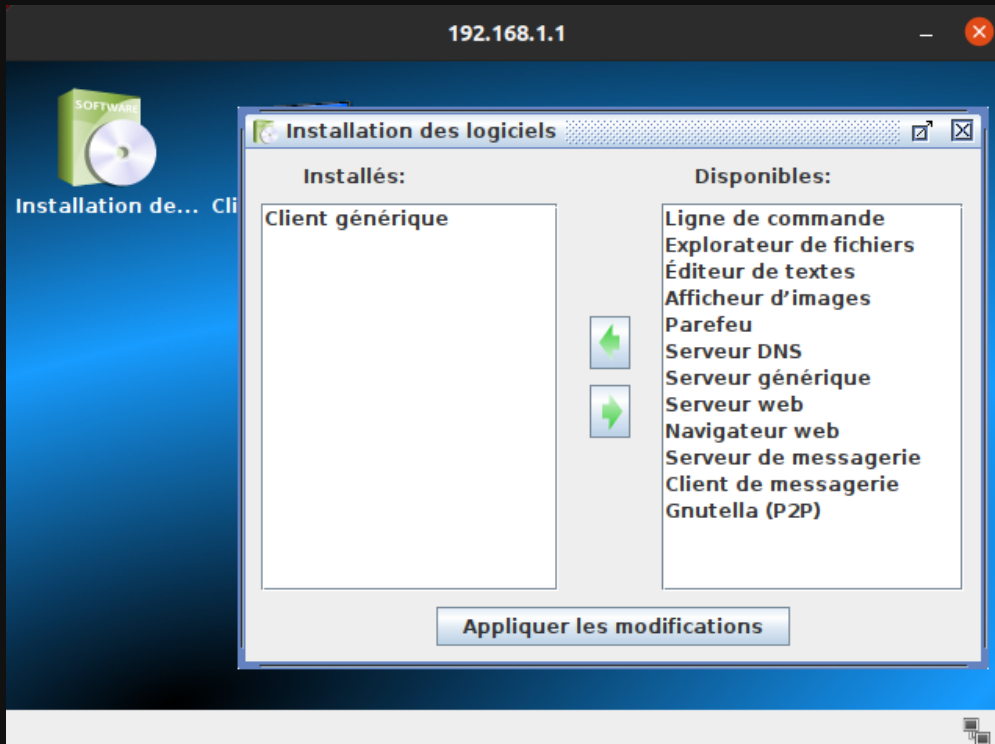 192.168.1.1
SOFTWARE
Installation de... Cli
Installation des logiciels
Installés:
Disponibles:
Client générique
Ligne de commande
Explorateur de fichiers
Éditeur de textes
Afficheur d’images
Parefeu
Serveur DNS
Serveur générique
Serveur web
Navigateur web
Serveur de messagerie
Client de messagerie
Gnutella (P2P)
Appliquer les modifications